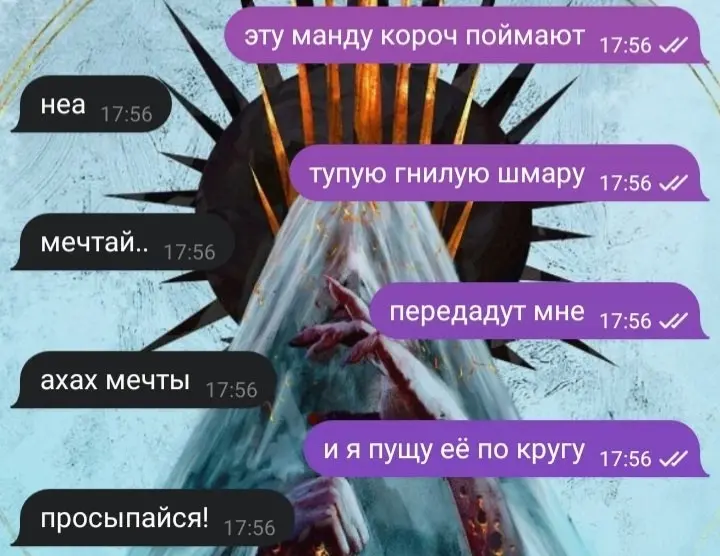 эту манду короч поймают 17:56
неа 17:56
тупую гнилую шмару 17:56
мечтай.. 17:56
передадут мне 17:56
ахах мечты 17:56
и я пущу её по кругу 17:56
просыпайся! 17:56